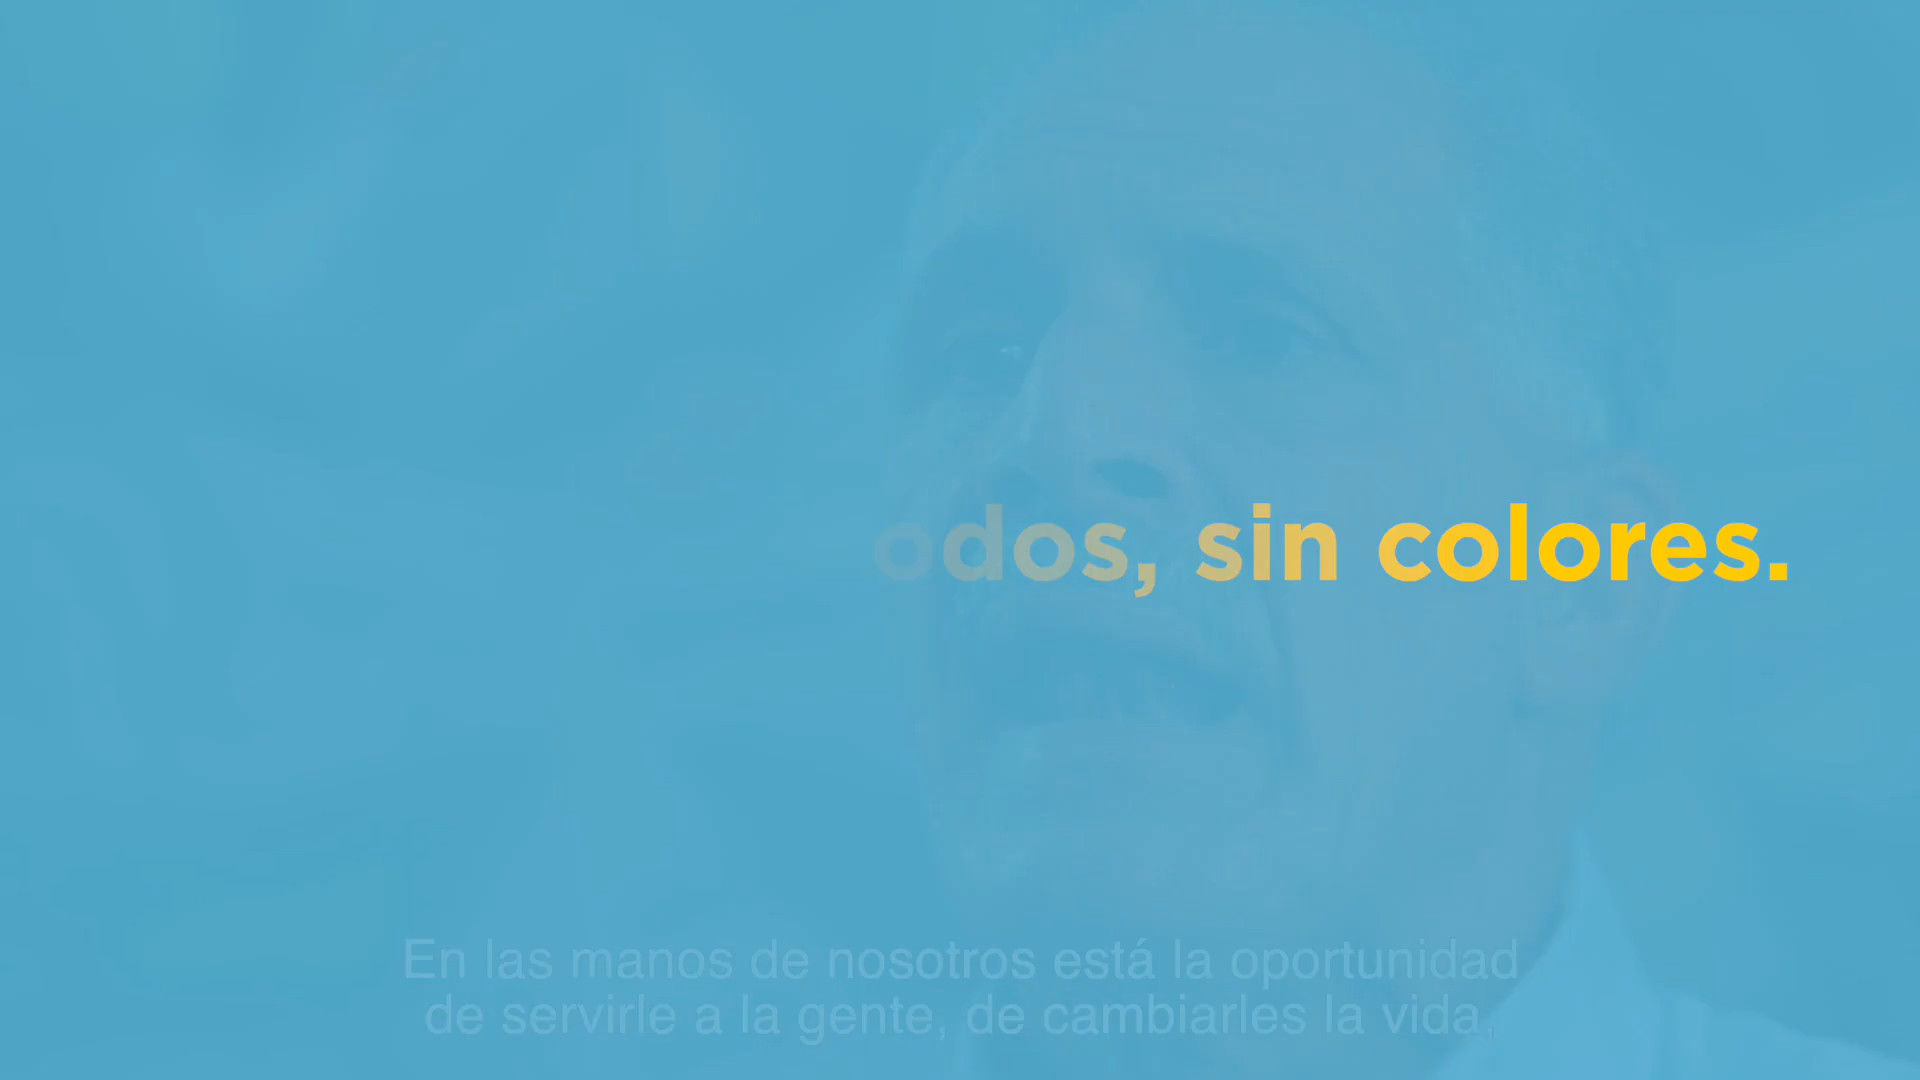 odos, sin colores.
En las manos de nosotros está la oportunidad
de servirle a la gente, de cambiarles la vida,